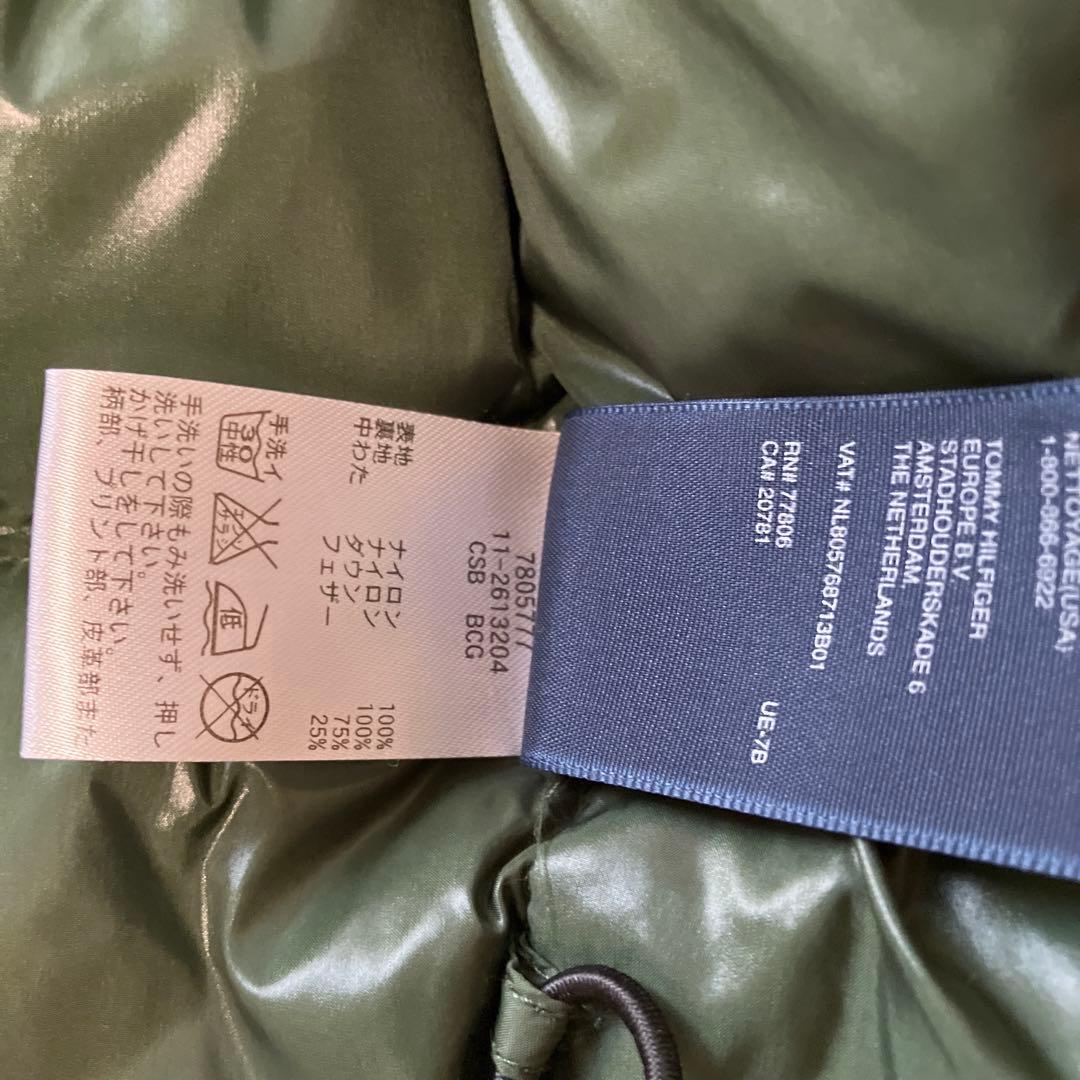 NETTOYAGE(USA)
1-800-866-6922
TOMMY HILFIGER
EUROPE B.V.
STADHOUDERSKADE 6
AMSTERDAM,
THE NETHERLANDS
VAT# NL805768713B01
RN# 77806
CA# 20781 UE-7B
7805777
11-2613204
CSB BCG
表地 ナイロン 100%
裏地 ナイロン 100%
中わた ダウン 75%
フェザー 25%
手洗イ
30 中性 低 ドライ
手洗いの際もみ洗いせず、押し
洗いして下さい。
かげ干しをして下さい。
柄部、プリント部、皮革部また